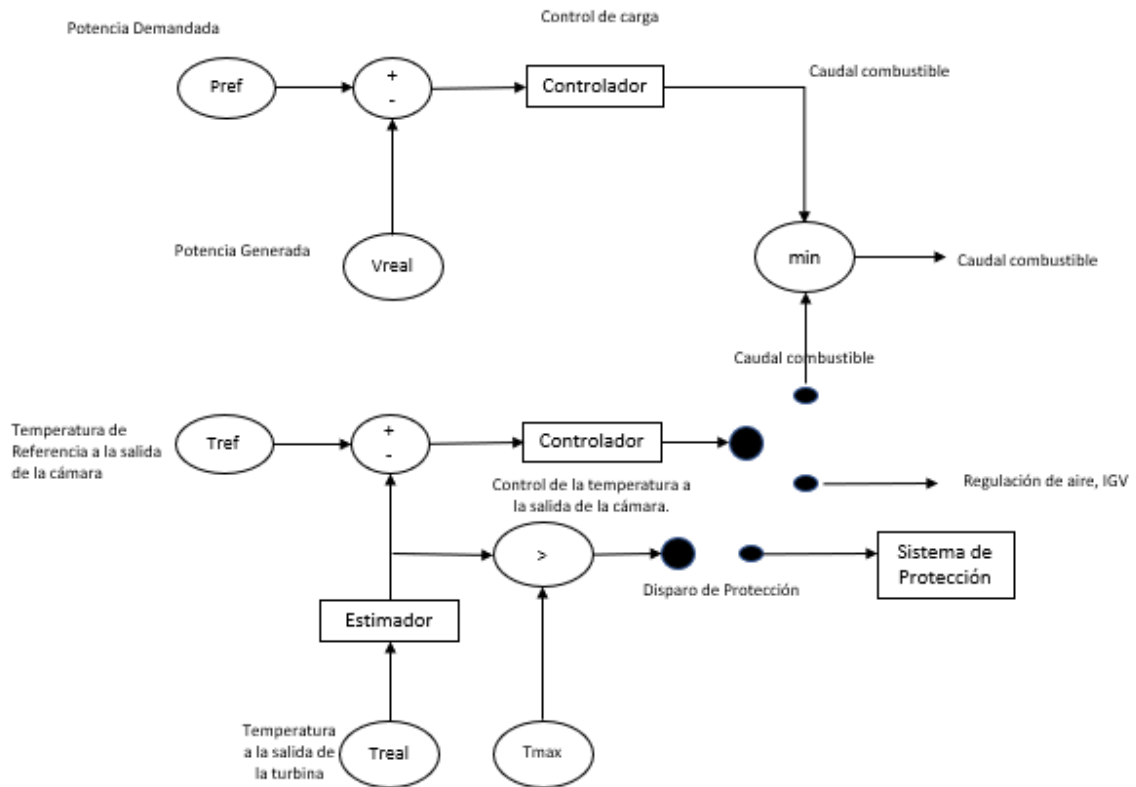 Control de carga
Potencia Demandada
Pref
+
-
Controlador
Caudal combustible
Potencia Generada
Vreal
min
Caudal combustible
Caudal combustible
Temperatura de
Referencia a la salida
de la cámara
Tref
+
-
Controlador
Control de la temperatura a
la salida de la cámara.
Regulación de aire, IGV
>
Disparo de Protección
Sistema de
Protección
Estimador
Temperatura
a la salida de
la turbina
Treal
Tmax